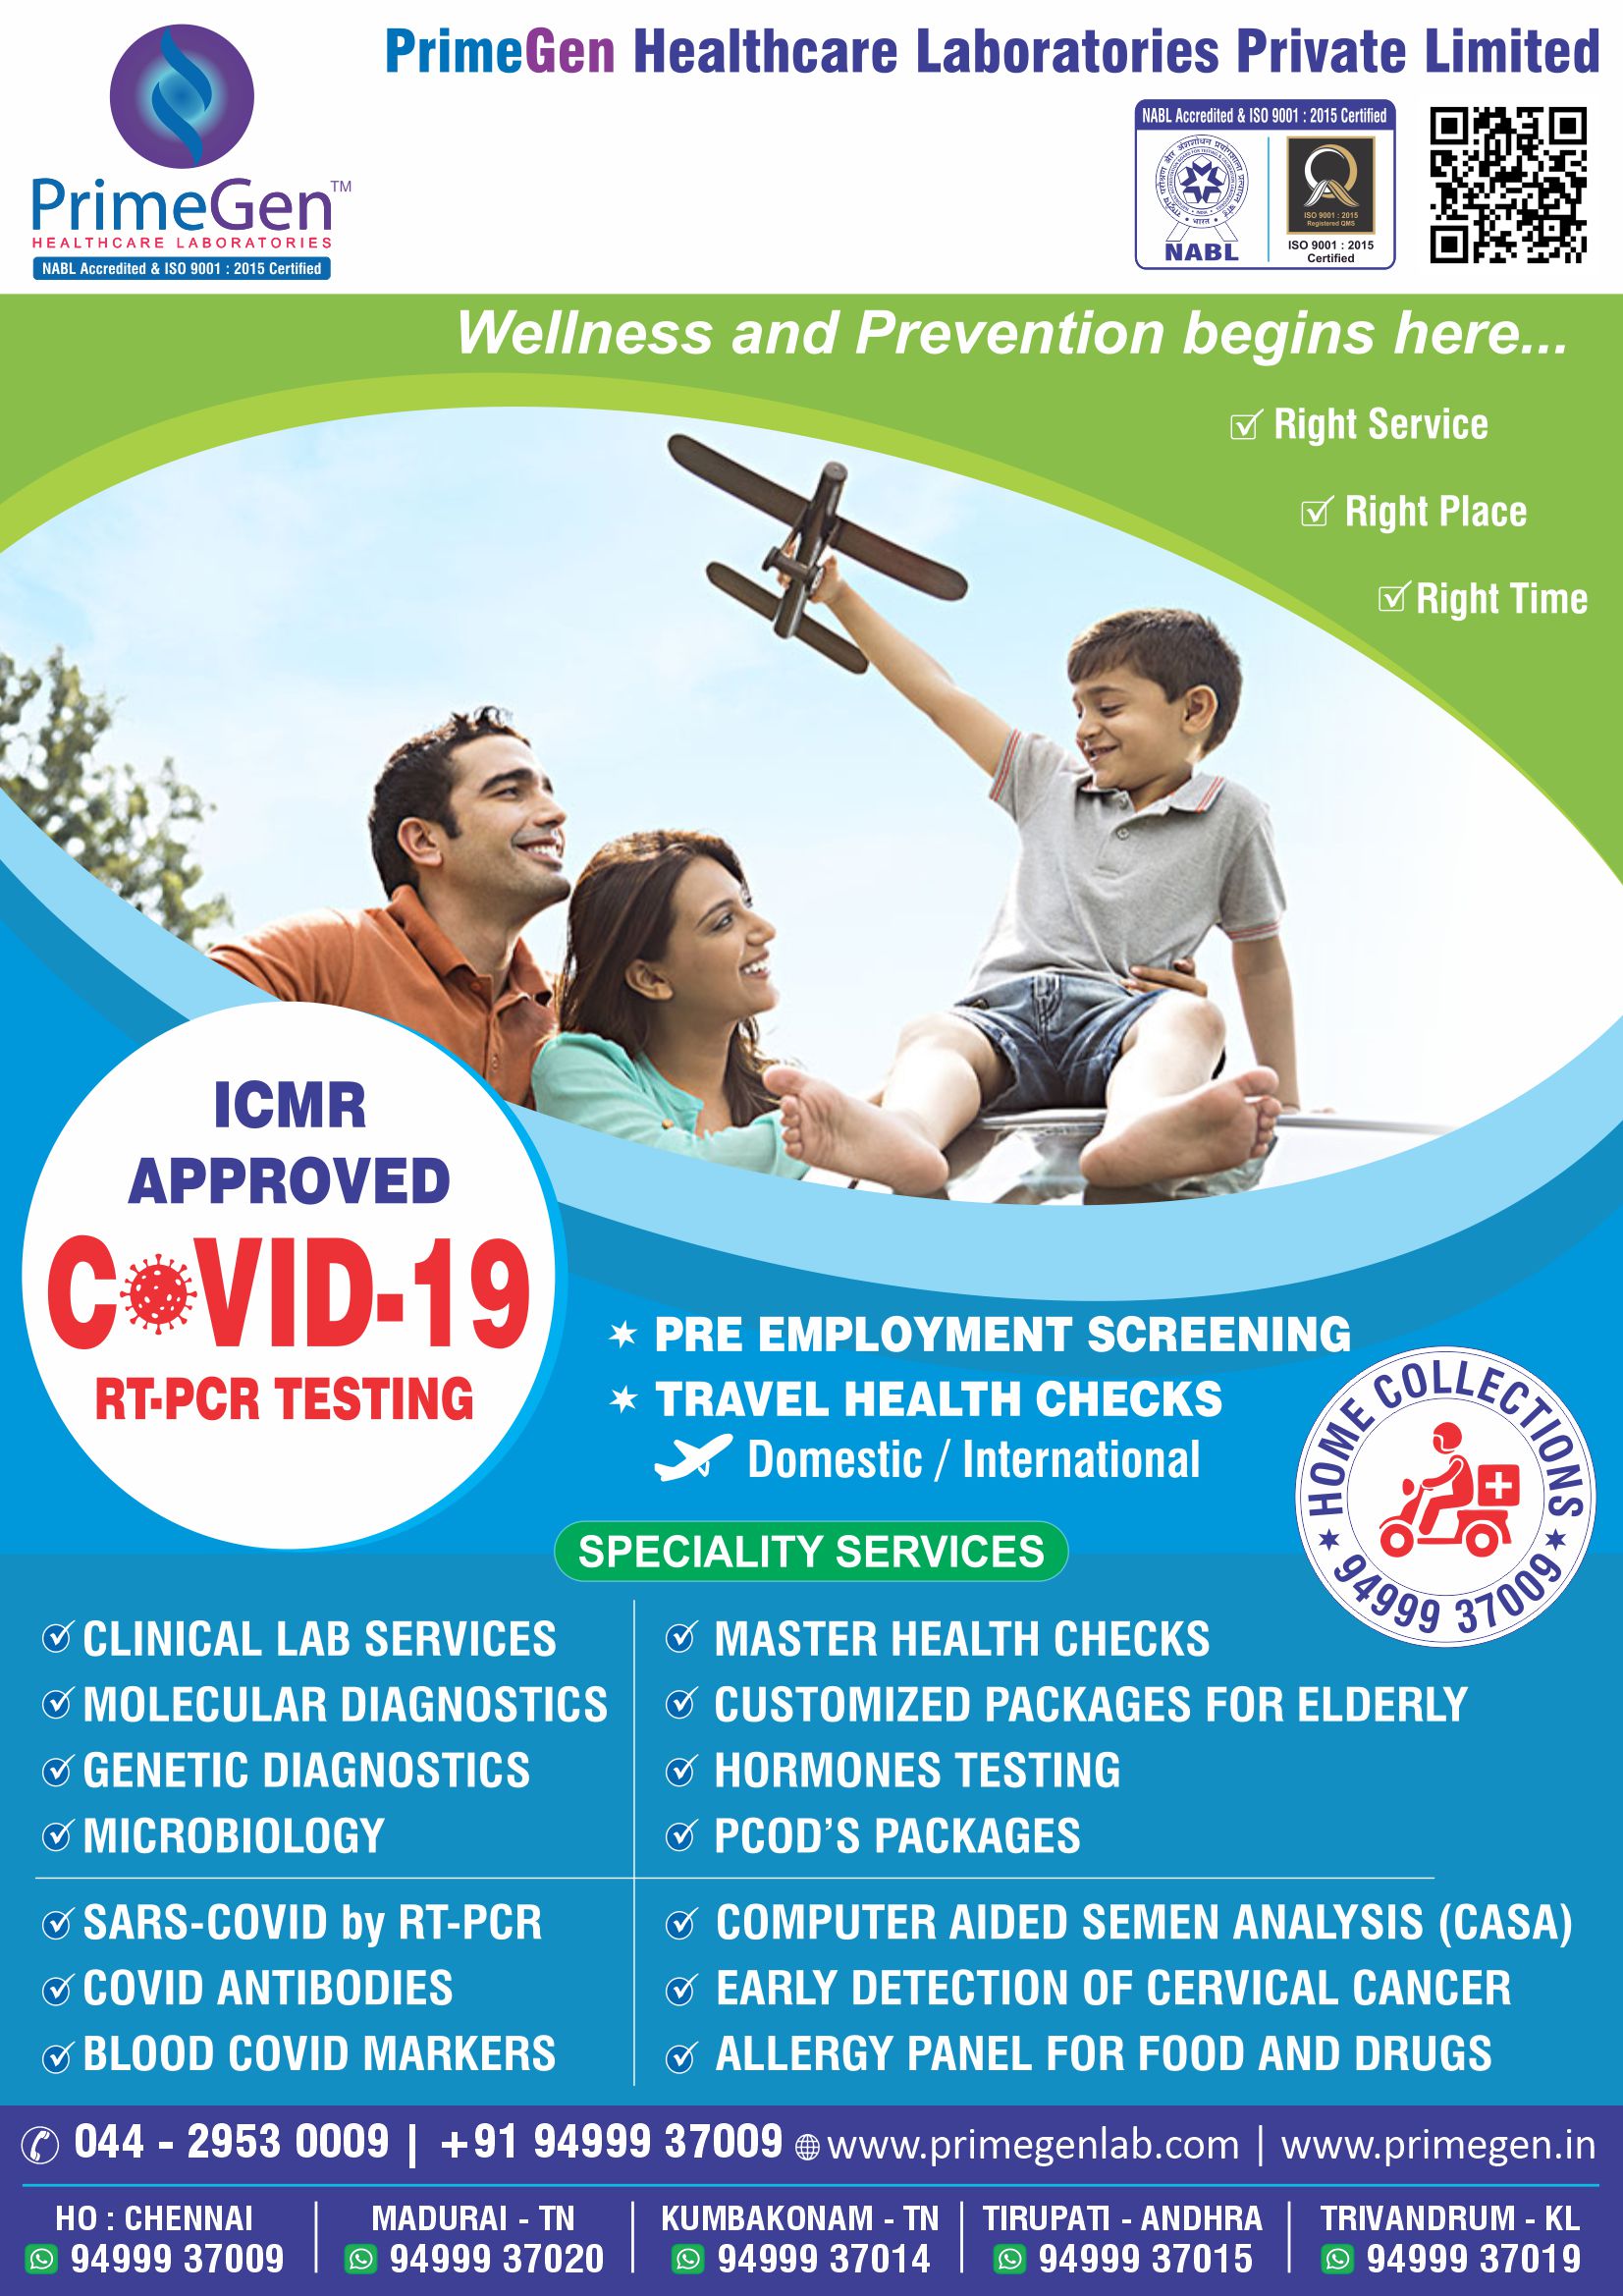 PrimeGen Healthcare Laboratories Private Limited
PrimeGen™
HEALTHCARE LABORATORIES
NABL Accredited & ISO 9001 : 2015 Certified
NABL Accredited & ISO 9001 : 2015 Certified
NABL
ISO 9001 : 2015
Registered QMS
ISO 9001 : 2015
Certified
Wellness and Prevention begins here...
Right Service
Right Place
Right Time
ICMR
APPROVED
COVID-19
RT-PCR TESTING
PRE EMPLOYMENT SCREENING
TRAVEL HEALTH CHECKS
Domestic / International
HOME COLLECTIONS
94999 37009
SPECIALITY SERVICES
CLINICAL LAB SERVICES
MOLECULAR DIAGNOSTICS
GENETIC DIAGNOSTICS
MICROBIOLOGY
MASTER HEALTH CHECKS
CUSTOMIZED PACKAGES FOR ELDERLY
HORMONES TESTING
PCOD'S PACKAGES
SARS-COVID by RT-PCR
COVID ANTIBODIES
BLOOD COVID MARKERS
COMPUTER AIDED SEMEN ANALYSIS (CASA)
EARLY DETECTION OF CERVICAL CANCER
ALLERGY PANEL FOR FOOD AND DRUGS
044 - 2953 0009 | +91 94999 37009 www.primegenlab.com | www.primegen.in
HO : CHENNAI
94999 37009
MADURAI - TN
94999 37020
KUMBAKONAM - TN
94999 37014
TIRUPATI - ANDHRA
94999 37015
TRIVANDRUM - KL
94999 37019